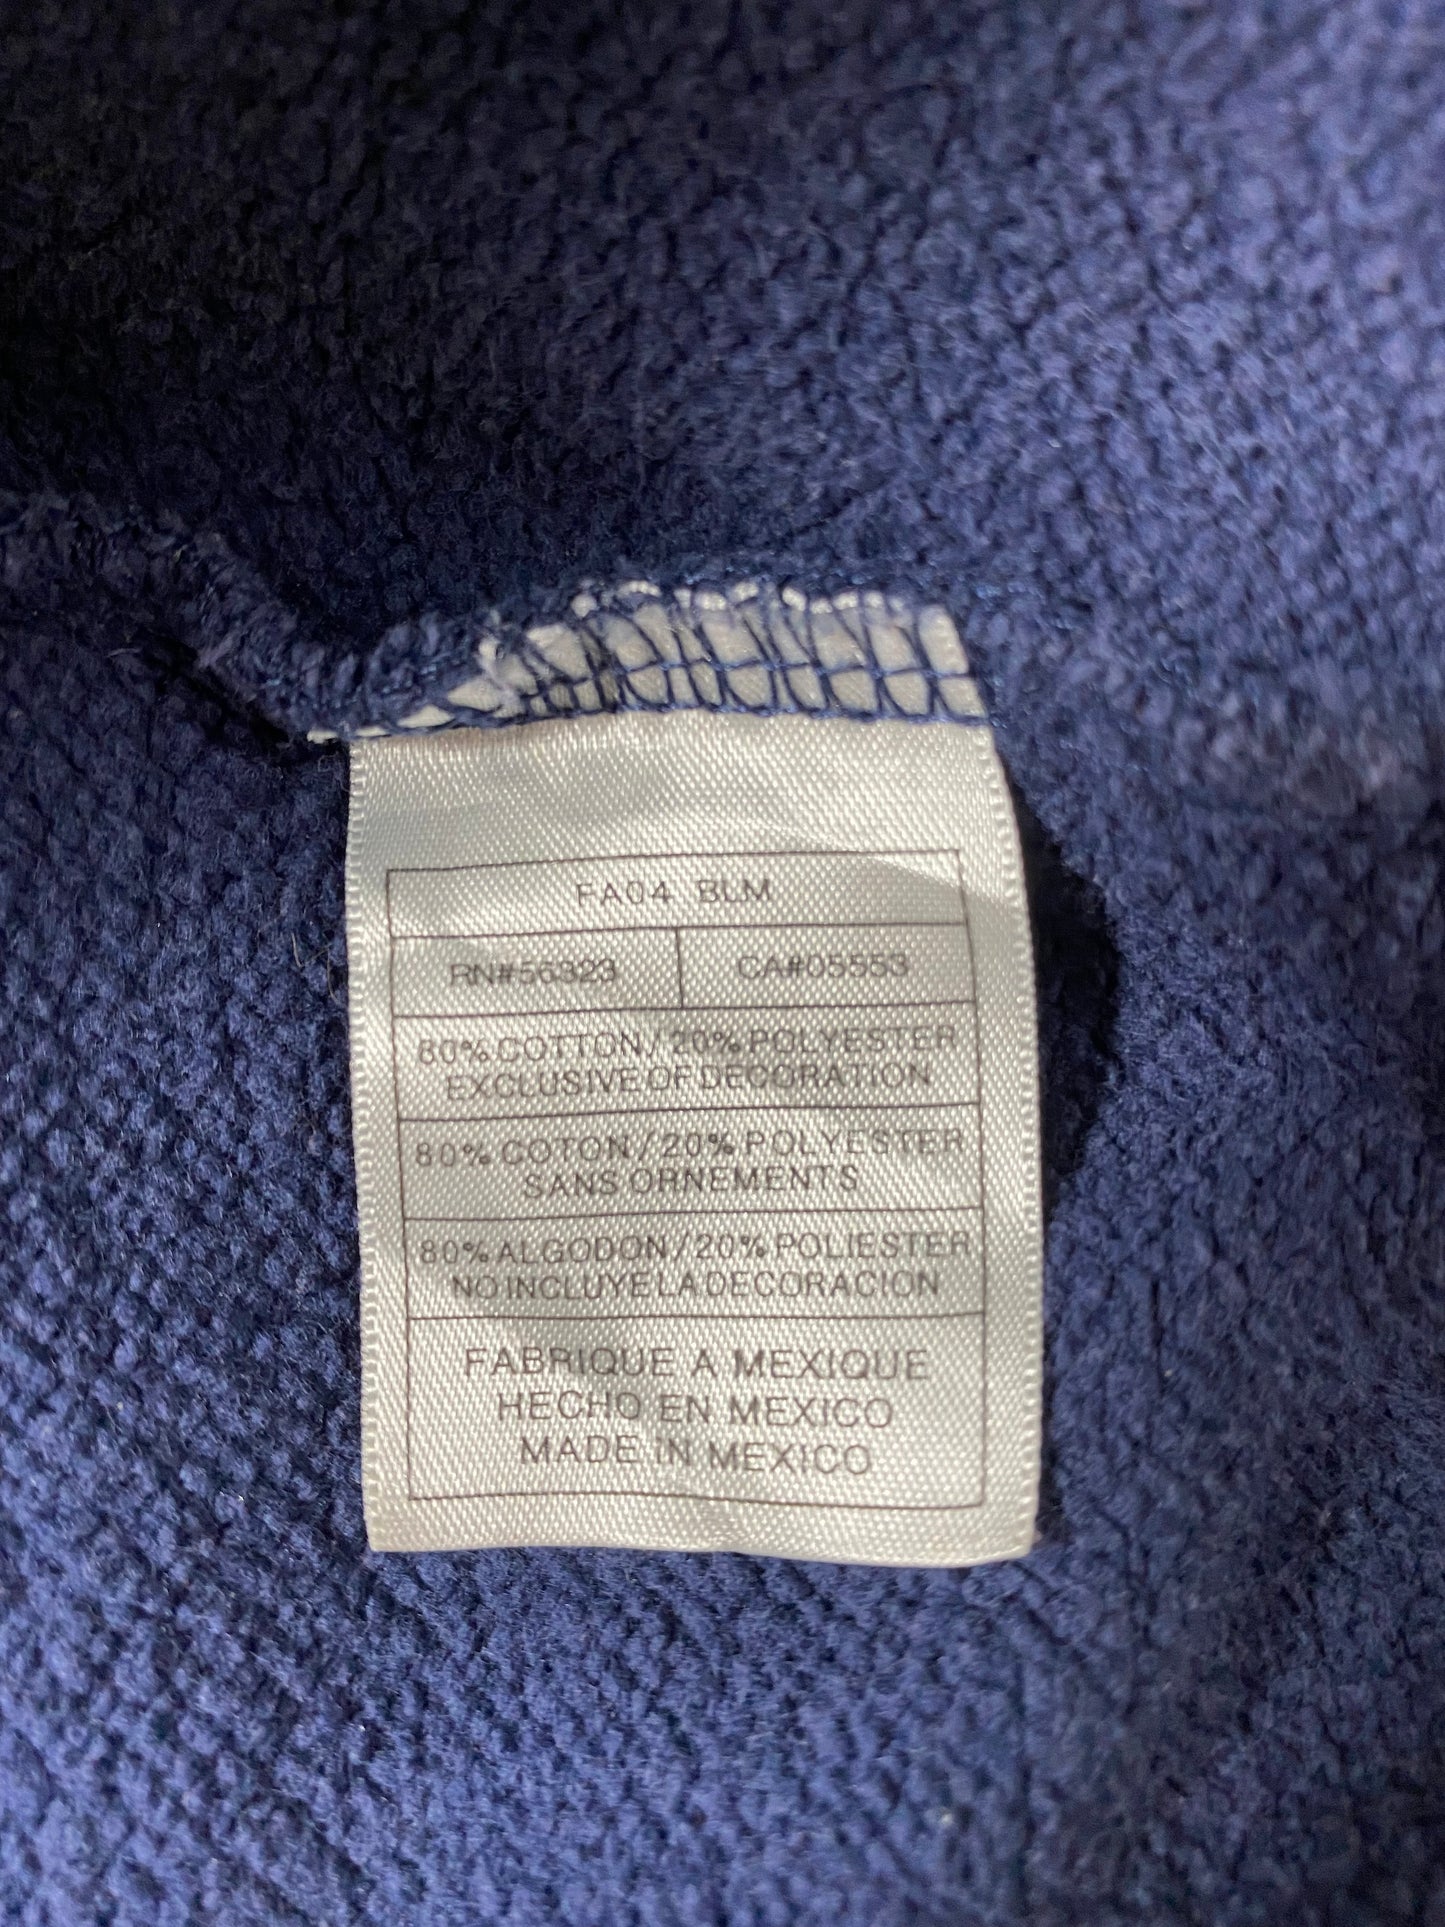 FA04 BLM
RN#56323 CA#05553
80% COTTON/20% POLYESTER
EXCLUSIVE OF DECORATION
80% COTON/20% POLYESTER
SANS ORNEMENTS
80% ALGODON/20% POLIESTER
NO INCLUYE LA DECORACION
FABRIQUE A MEXIQUE
HECHO EN MEXICO
MADE IN MEXICO